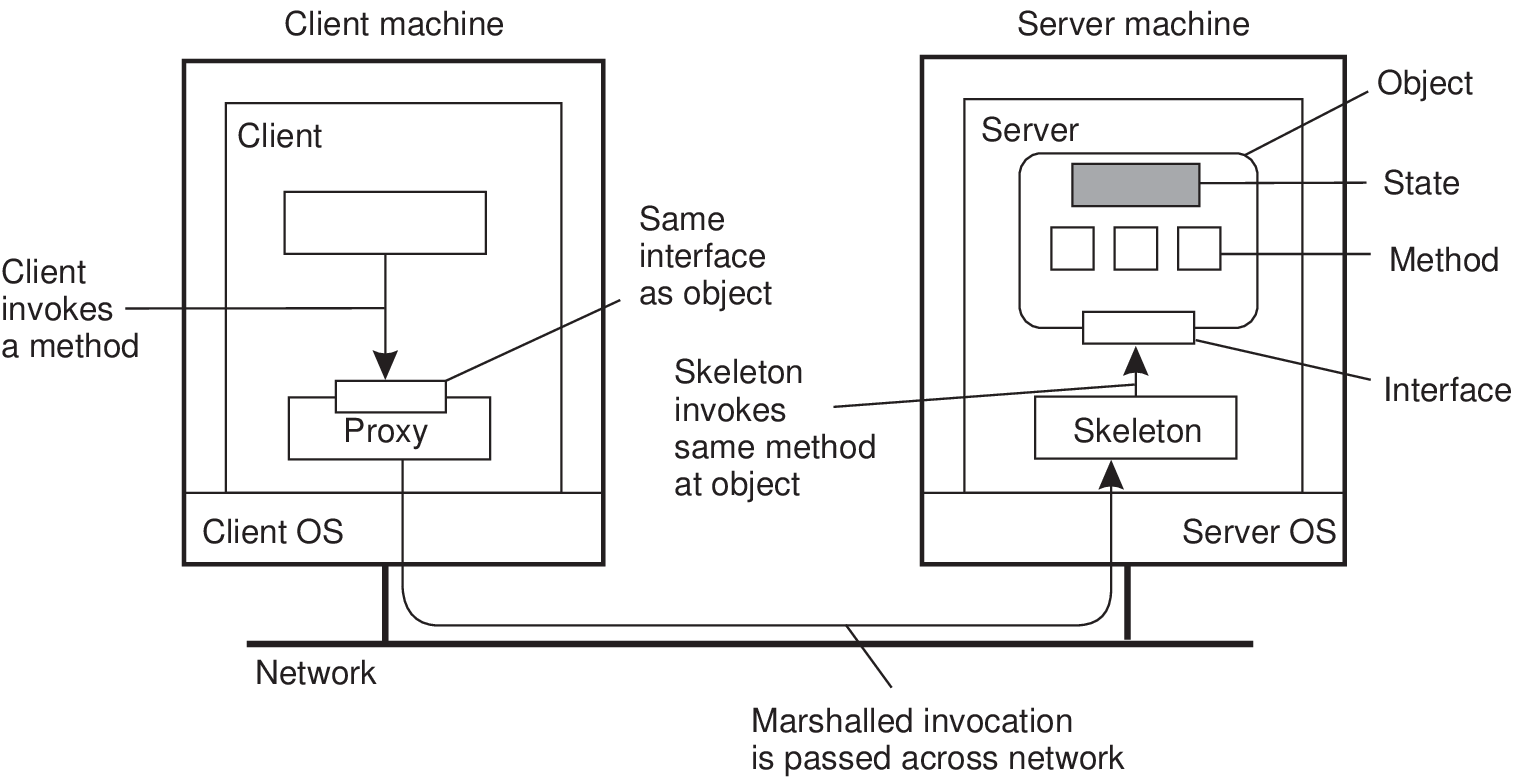 Client machine
Server machine
Object
Client
Server
State
Same
interface
as object
Method
Client
invokes
a method
Skeleton
invokes
same method
at object
Interface
Proxy
Skeleton
Client OS
Server OS
Network
Marshalled invocation
is passed across network